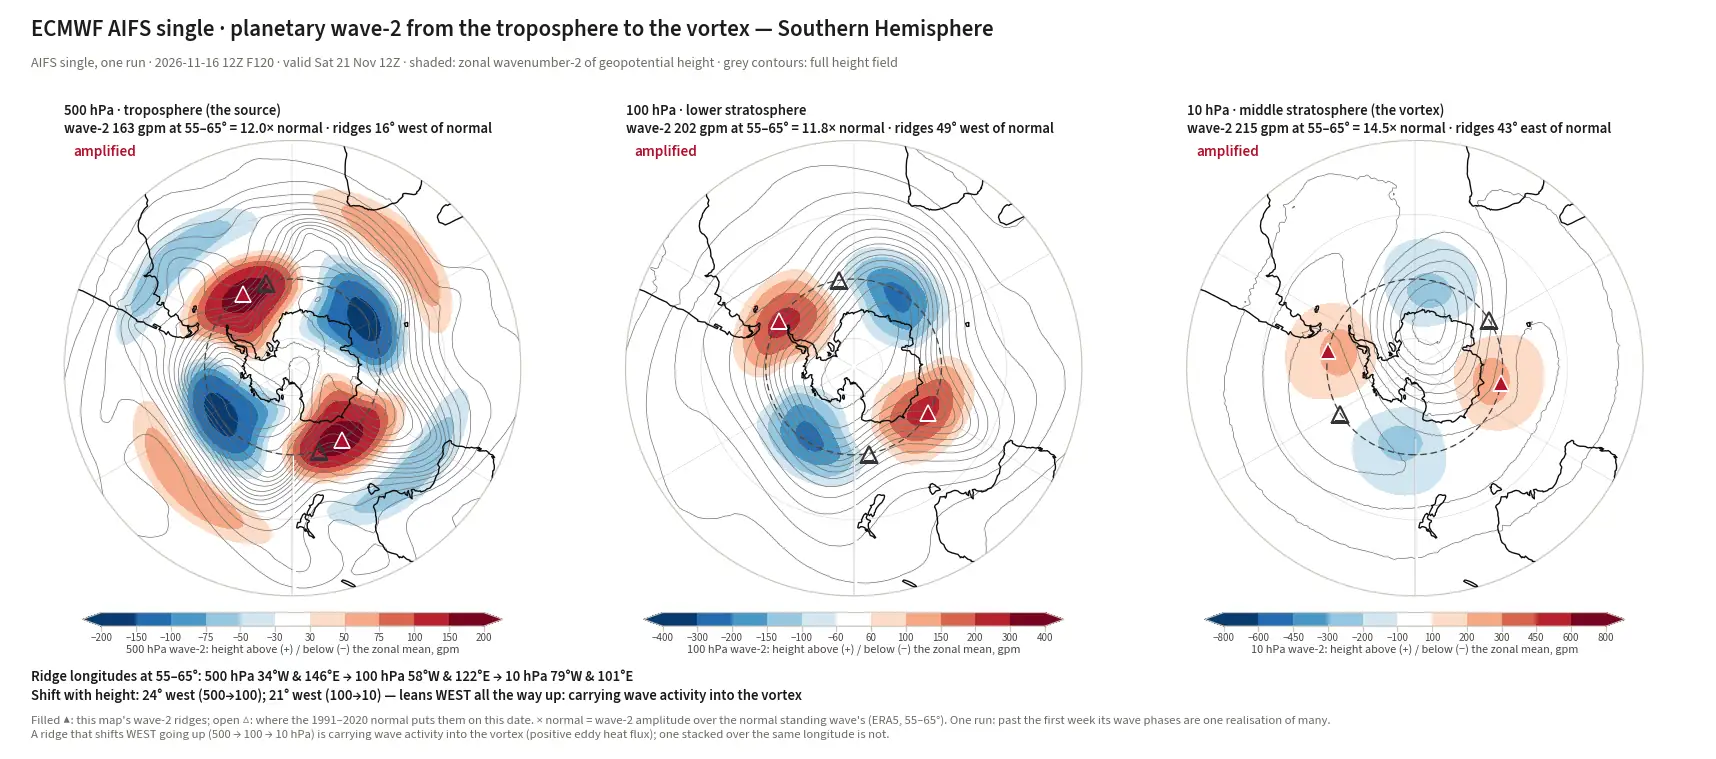 ECMWF AIFS single · planetary wave-2 from the troposphere to the vortex — Southern Hemisphere
AIFS single, one run · 2026-11-16 12Z F120 · valid Sat 21 Nov 12Z · shaded: zonal wavenumber-2 of geopotential height · grey contours: full height field
500 hPa · troposphere (the source)
wave-2 163 gpm at 55–65° = 12.0× normal · ridges 16° west of normal
amplified
100 hPa · lower stratosphere
wave-2 202 gpm at 55–65° = 11.8× normal · ridges 49° west of normal
amplified
10 hPa · middle stratosphere (the vortex)
wave-2 215 gpm at 55–65° = 14.5× normal · ridges 43° east of normal
amplified
−200 −150 −100 −75 −50 −30 30 50 75 100 150 200
500 hPa wave-2: height above (+) / below (−) the zonal mean, gpm
−400 −300 −200 −150 −100 −60 60 100 150 200 300 400
100 hPa wave-2: height above (+) / below (−) the zonal mean, gpm
−800 −600 −450 −300 −200 −100 100 200 300 450 600 800
10 hPa wave-2: height above (+) / below (−) the zonal mean, gpm
Ridge longitudes at 55–65°: 500 hPa 34°W & 146°E → 100 hPa 58°W & 122°E → 10 hPa 79°W & 101°E
Shift with height: 24° west (500→100); 21° west (100→10) — leans WEST all the way up: carrying wave activity into the vortex
Filled ▲: this map's wave-2 ridges; open △: where the 1991–2020 normal puts them on this date. × normal = wave-2 amplitude over the normal standing wave's (ERA5, 55–65°). One run: past the first week its wave phases are one realisation of many.
A ridge that shifts WEST going up (500 → 100 → 10 hPa) is carrying wave activity into the vortex (positive eddy heat flux); one stacked over the same longitude is not.